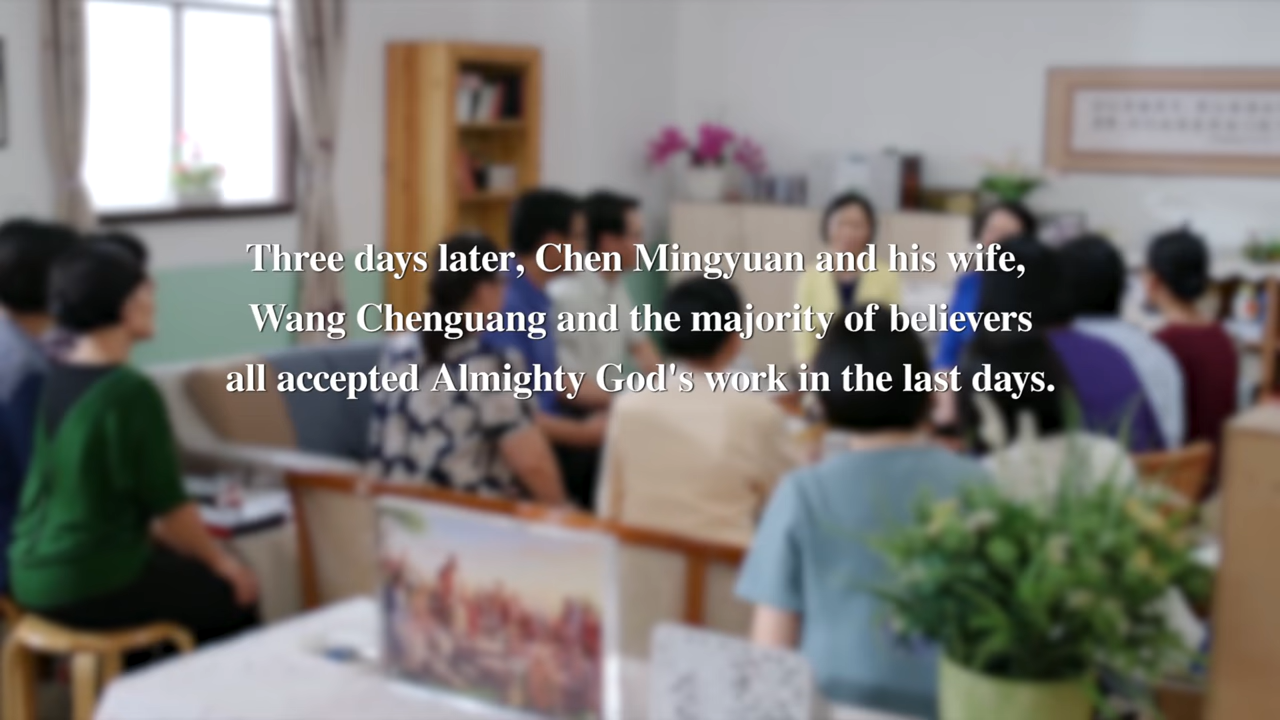 Three days later, Chen Mingyuan and his wife,
Wang Chenguang and the majority of believers
all accepted Almighty God's work in the last days.